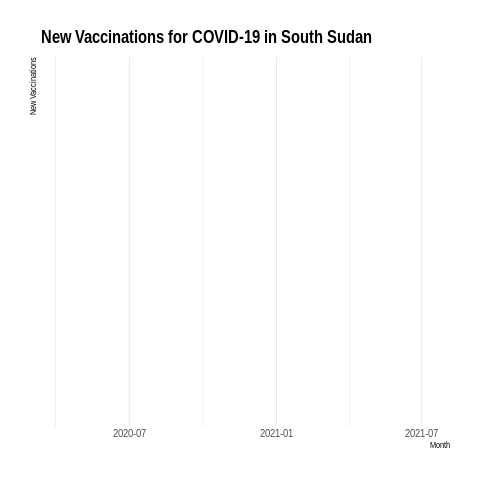 New Vaccinations for COVID-19 in South Sudan
New Vaccinations
2020-07 2021-01 2021-07
Month